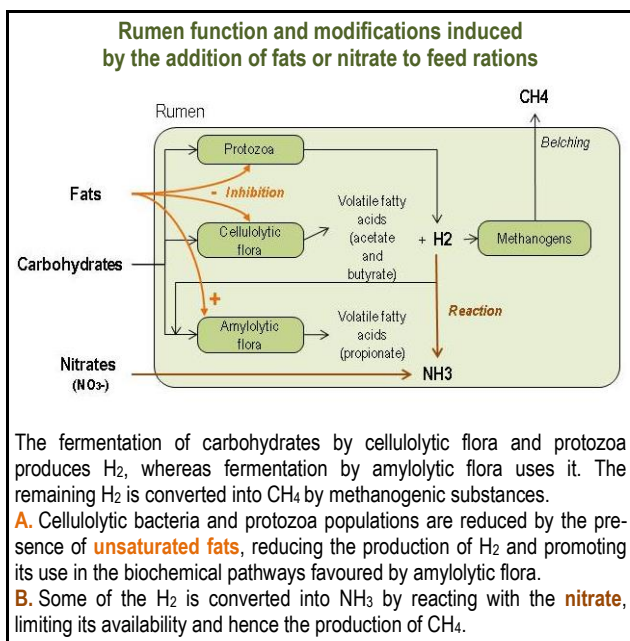 Rumen function and modifications induced
by the addition of fats or nitrate to feed rations
CH4
Rumen
Belching
Protozoa
Fats
- Inhibition
Volatile fatty
acids
(acetate
and
butyrate)
Cellulolytic
flora
+ H2
Methanogens
Carbohydrates
+
Reaction
Amylolytic
flora
Volatile fatty
acids
(propionate)
Nitrates
(NO3-)
NH3
The fermentation of carbohydrates by cellulolytic flora and protozoa
produces H2, whereas fermentation by amylolytic flora uses it. The
remaining H2 is converted into CH4 by methanogenic substances.
A. Cellulolytic bacteria and protozoa populations are reduced by the pre-
sence of unsaturated fats, reducing the production of H2 and promoting
its use in the biochemical pathways favoured by amylolytic flora.
B. Some of the H2 is converted into NH3 by reacting with the nitrate,
limiting its availability and hence the production of CH4.